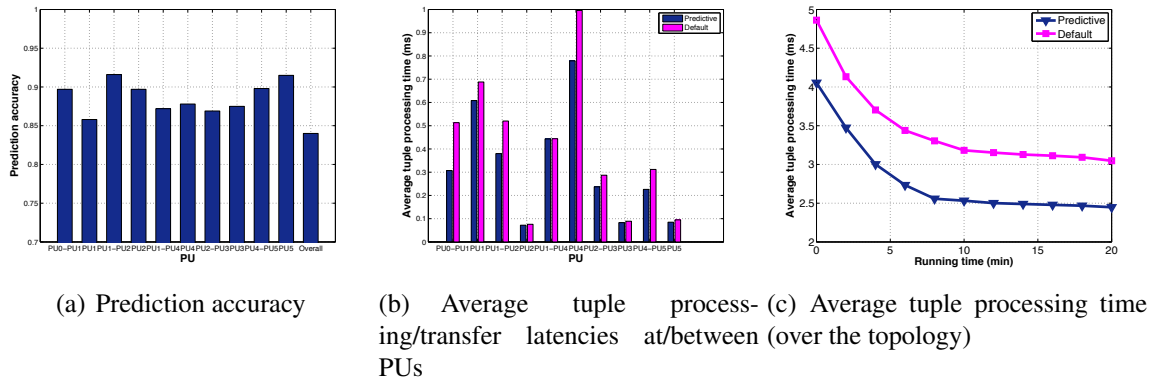 1
0.95
0.9
0.85
0.8
0.75
0.7
Prediction accuracy
PU0−PU1 PU1 PU1−PU2 PU2 PU1−PU4 PU4 PU2−PU3 PU3 PU4−PU5 PU5 Overall
PU
(a) Prediction accuracy
1
0.9
0.8
0.7
0.6
0.5
0.4
0.3
0.2
0.1
0
Average tuple processing time (ms)
Predictive
Default
PU0−PU1 PU1 PU1−PU2 PU2 PU1−PU4 PU4 PU2−PU3 PU3 PU4−PU5 PU5
PU
(b) Average tuple process-
ing/transfer latencies at/between
PUs
5
4.5
4
3.5
3
2.5
2
Average tuple processing time (ms)
Predictive
Default
0 5 10 15 20
Running time (min)
(c) Average tuple processing time
(over the topology)